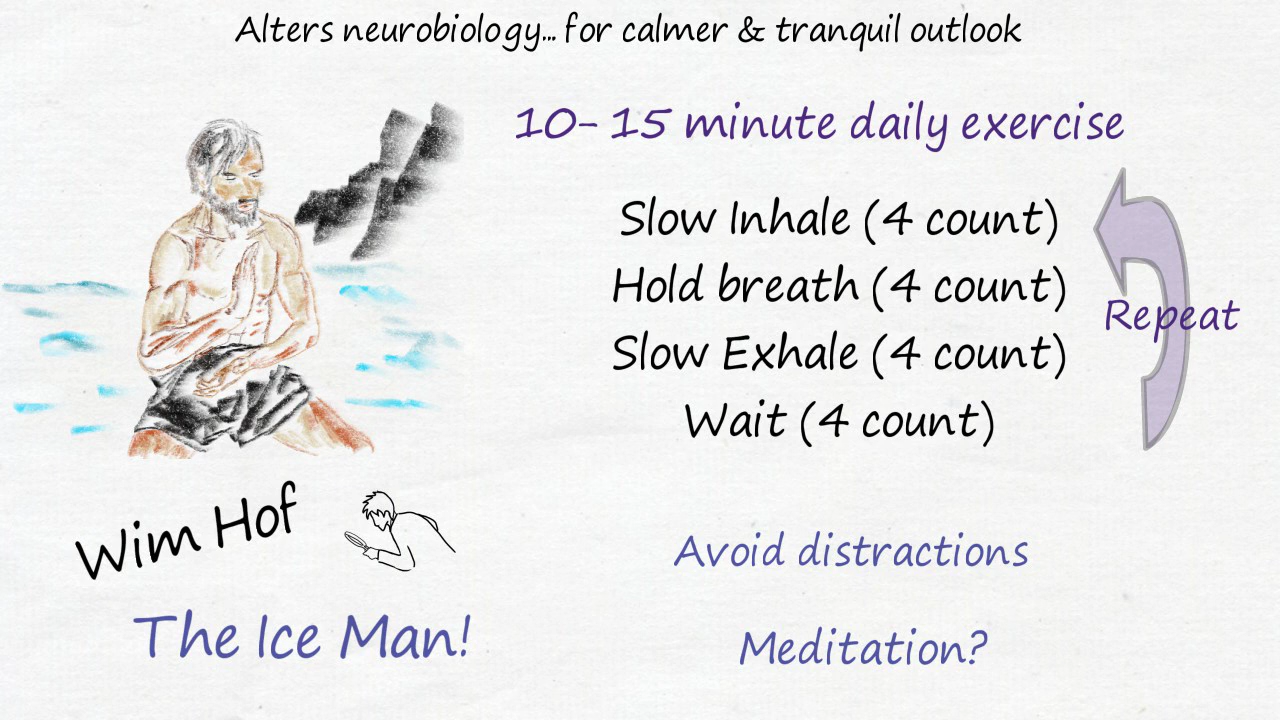 Alters neurobiology... for calmer & tranquil outlook
10- 15 minute daily exercise
Slow Inhale (4 count)
Hold breath (4 count)
Slow Exhale (4 count)
Wait (4 count)
Repeat
Wim Hof
The Ice Man!
Avoid distractions
Meditation?